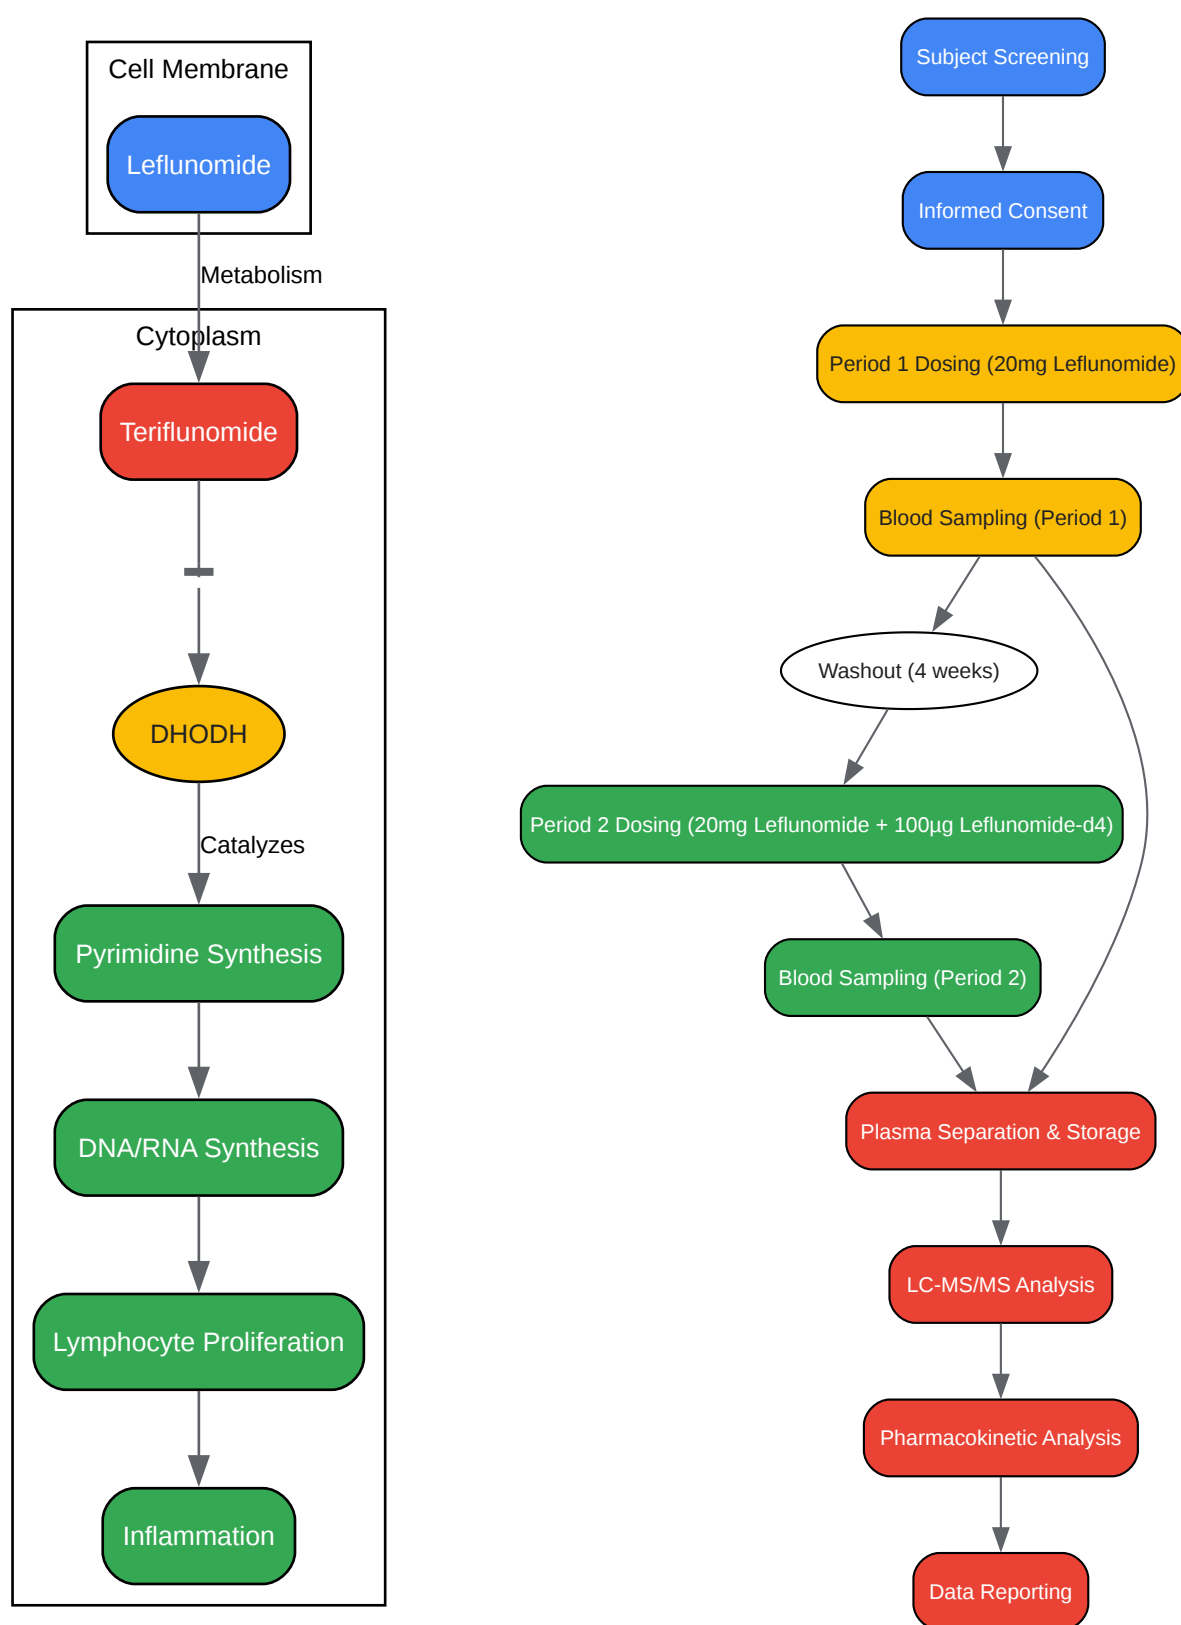 Cell Membrane
Leflunomide
Metabolism
Cytoplasm
Teriflunomide
DHODH
Catalyzes
Pyrimidine Synthesis
DNA/RNA Synthesis
Lymphocyte Proliferation
Inflammation
Subject Screening
Informed Consent
Period 1 Dosing (20mg Leflunomide)
Blood Sampling (Period 1)
Washout (4 weeks)
Period 2 Dosing (20mg Leflunomide + 100µg Leflunomide-d4)
Blood Sampling (Period 2)
Plasma Separation & Storage
LC-MS/MS Analysis
Pharmacokinetic Analysis
Data Reporting